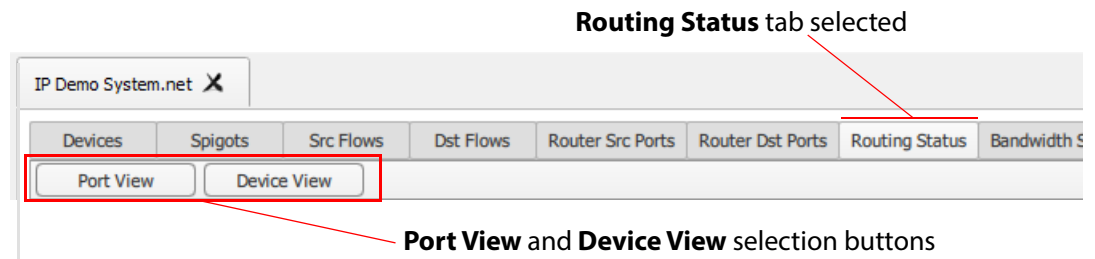 Routing Status tab selected
IP Demo System.net X
Devices Spigots Src Flows Dst Flows Router Src Ports Router Dst Ports Routing Status Bandwidth S
Port View Device View
Port View and Device View selection buttons